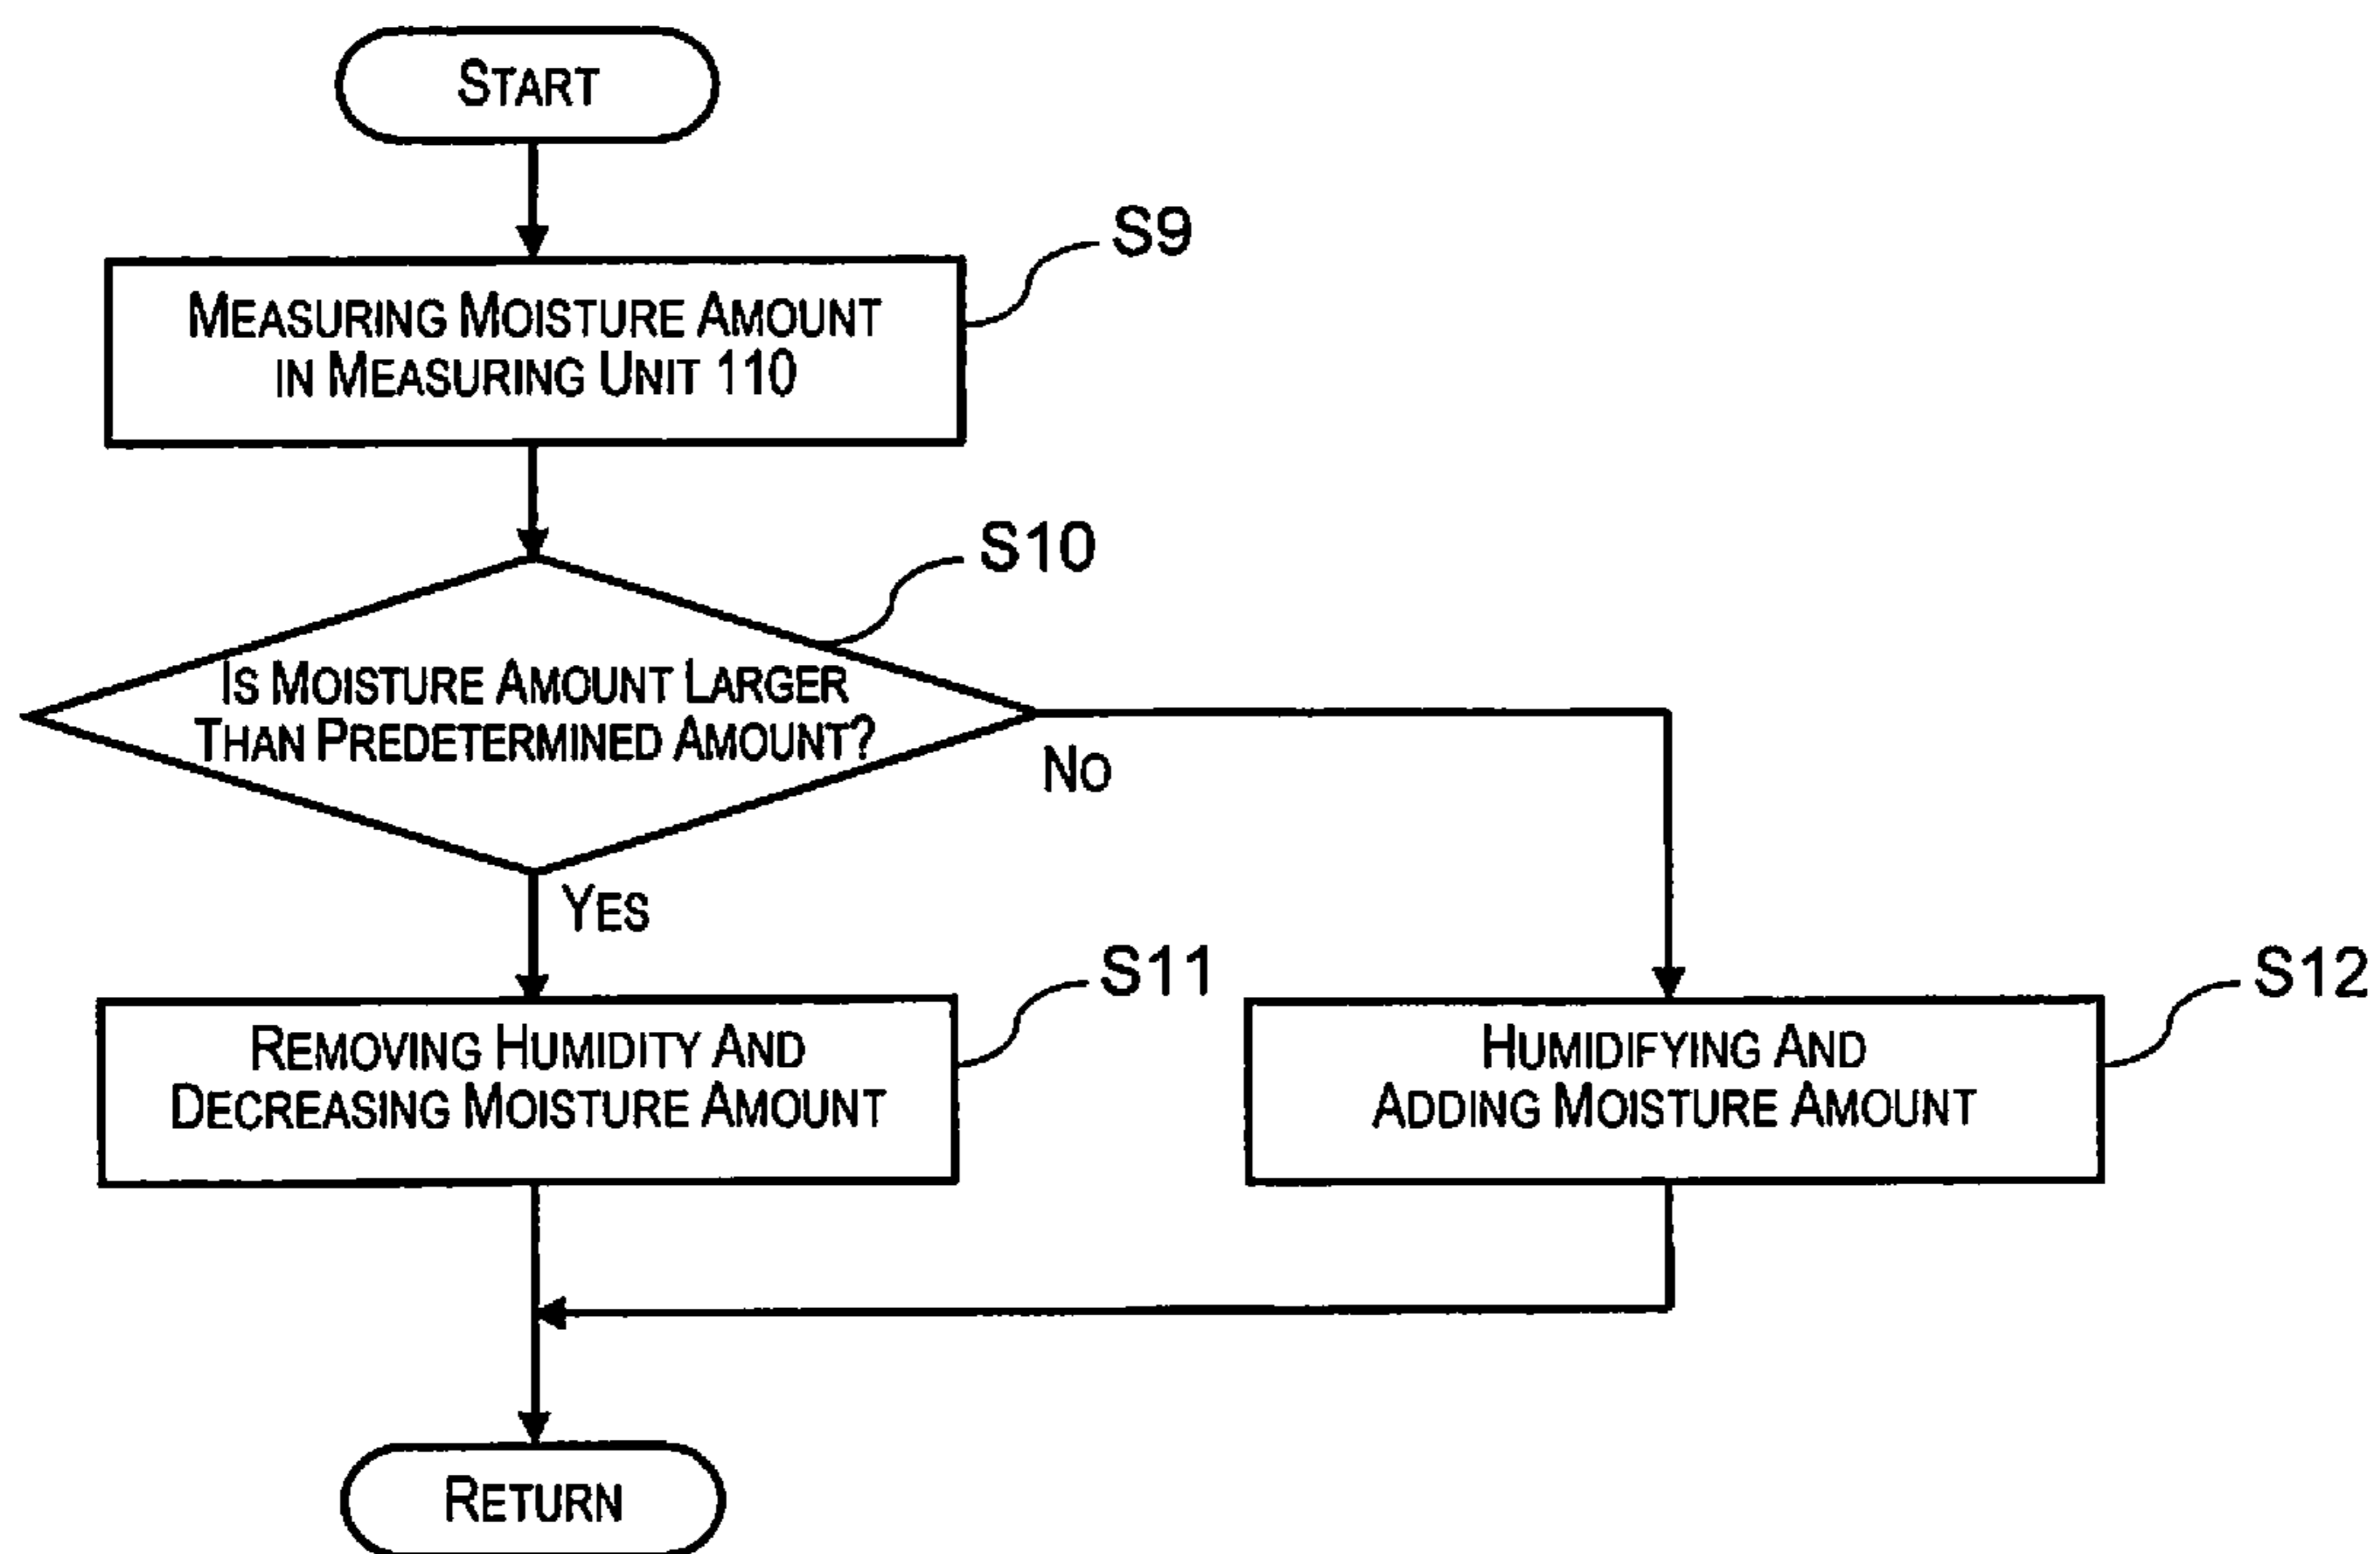 START
S9
MEASURING MOISTURE AMOUNT
IN MEASURING UNIT 110
S10
IS MOISTURE AMOUNT LARGER
THAN PREDETERMINED AMOUNT?
NO
YES
S11
REMOVING HUMIDITY AND
DECREASING MOISTURE AMOUNT
S12
HUMIDIFYING AND
ADDING MOISTURE AMOUNT
RETURN